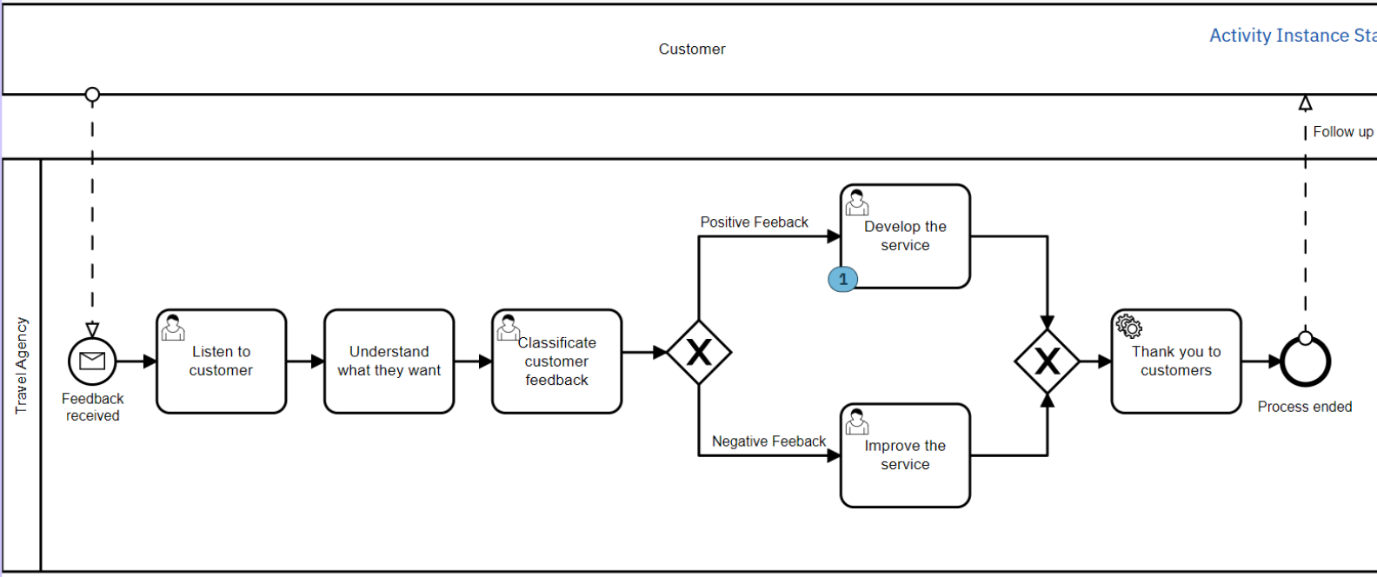 Customer
Activity Instance Sta
Follow up
Travel Agency
Feedback
received
Listen to
customer
Understand
what they want
Classificate
customer
feedback
Positive Feeback
Develop the
service
1
Negative Feeback
Improve the
service
Thank you to
customers
Process ended